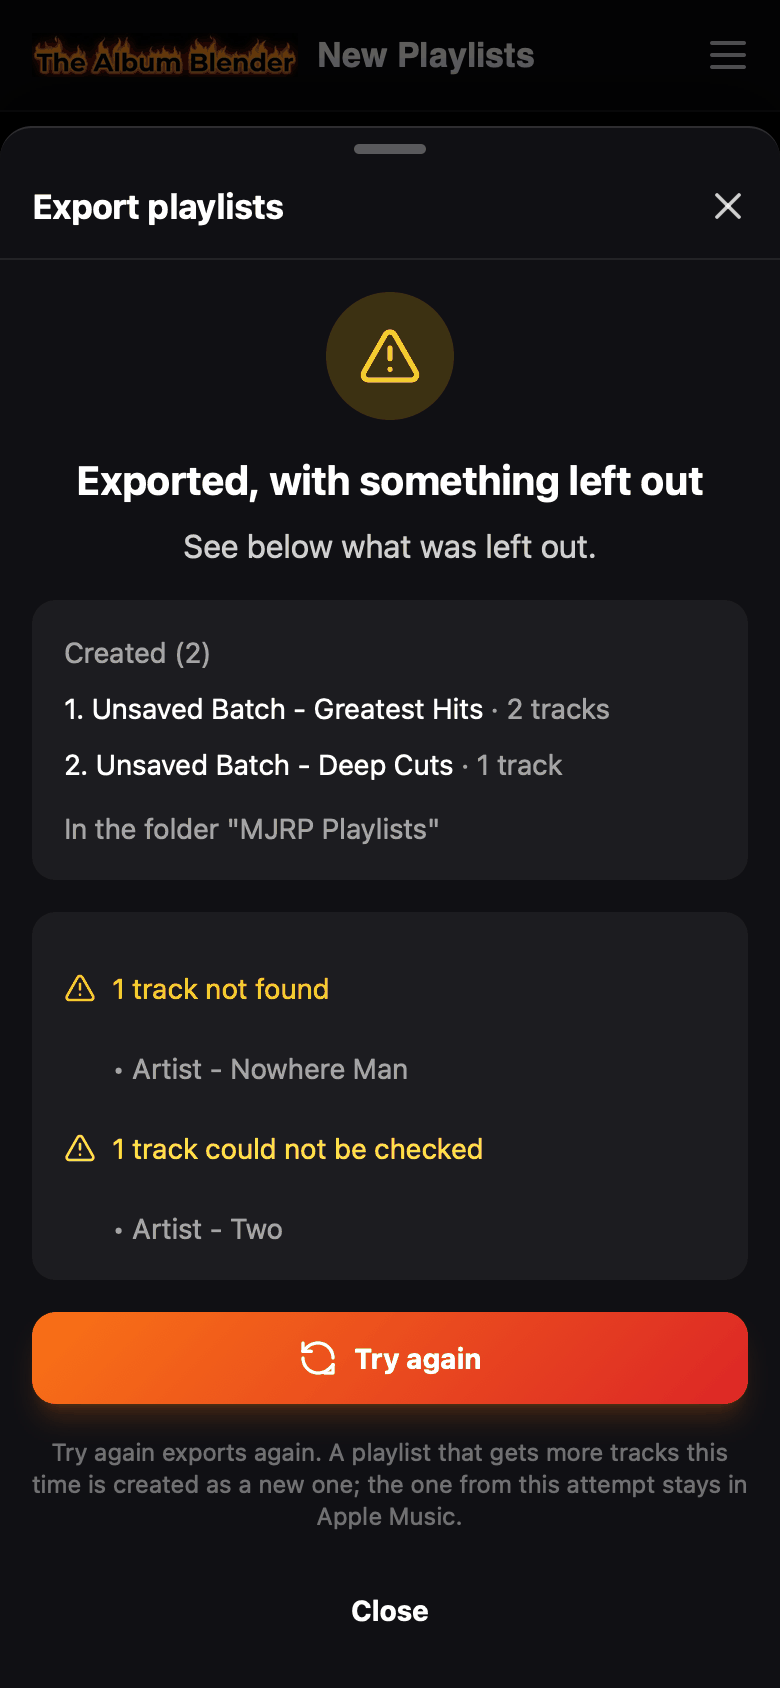 The Album Blender New Playlists
Export playlists
Exported, with something left out
See below what was left out.
Created (2)
1. Unsaved Batch - Greatest Hits · 2 tracks
2. Unsaved Batch - Deep Cuts · 1 track
In the folder "MJRP Playlists"
1 track not found
• Artist - Nowhere Man
1 track could not be checked
• Artist - Two
Try again
Try again exports again. A playlist that gets more tracks this
time is created as a new one; the one from this attempt stays in
Apple Music.
Close